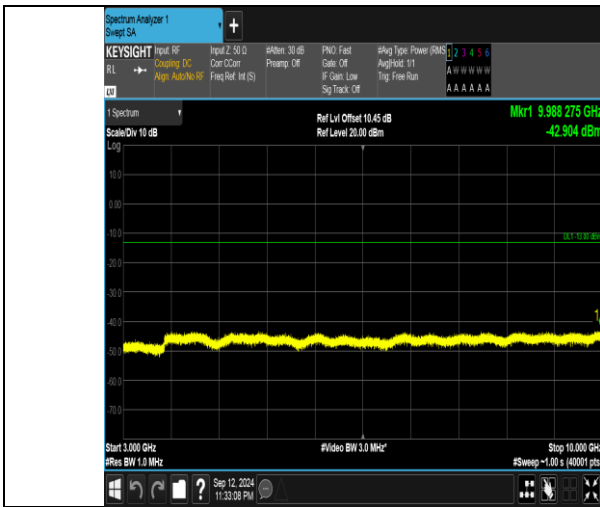 Spectrum Analyzer 1
Swept SA
+
KEYSIGHT Input: RF Input Z: 50 Ω #Atten: 30 dB PNO: Fast #Avg Type: Power (RMS 1 2 3 4 5 6
RL Coupling: DC Corr CCorr Preamp: Off Gate: Off Avg|Hold: 1/1 A W W W W W
Align: Auto/No RF Freq Ref: Int (S) IF Gain: Low Trig: Free Run
Sig Track: Off A A A A A A
LXI
1 Spectrum Ref Lvl Offset 10.45 dB Mkr1 9.988 275 GHz
Scale/Div 10 dB Ref Level 20.00 dBm -42.904 dBm
Log
10.0
0.00
-10.0
DL1 -13.00 dBm
-20.0
-30.0
1
-40.0
-50.0
-60.0
-70.0
Start 3.000 GHz #Video BW 3.0 MHz* Stop 10.000 GHz
#Res BW 1.0 MHz #Sweep ~1.00 s (40001 pts
? Sep 12, 2024
11:33:08 PM